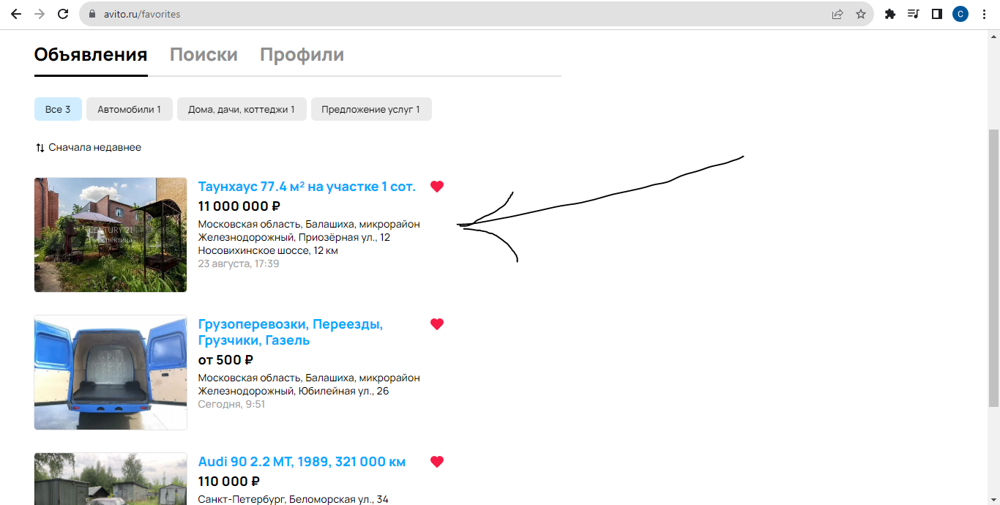 avito.ru/favorites
C
Объявления Поиски Профили
Все 3 Автомобили 1 Дома, дачи, коттеджи 1 Предложение услуг 1
Сначала недавнее
Таунхаус 77.4 м² на участке 1 сот.
11 000 000 ₽
Московская область, Балашиха, микрорайон
Железнодорожный, Приозёрная ул., 12
Носовихинское шоссе, 12 км
23 августа, 17:39
CENTURY 21
Перспектива
Грузоперевозки, Переезды,
Грузчики, Газель
от 500 ₽
Московская область, Балашиха, микрорайон
Железнодорожный, Юбилейная ул., 26
Сегодня, 9:51
Audi 90 2.2 MT, 1989, 321 000 км
110 000 ₽
Санкт-Петербург, Беломорская ул., 34